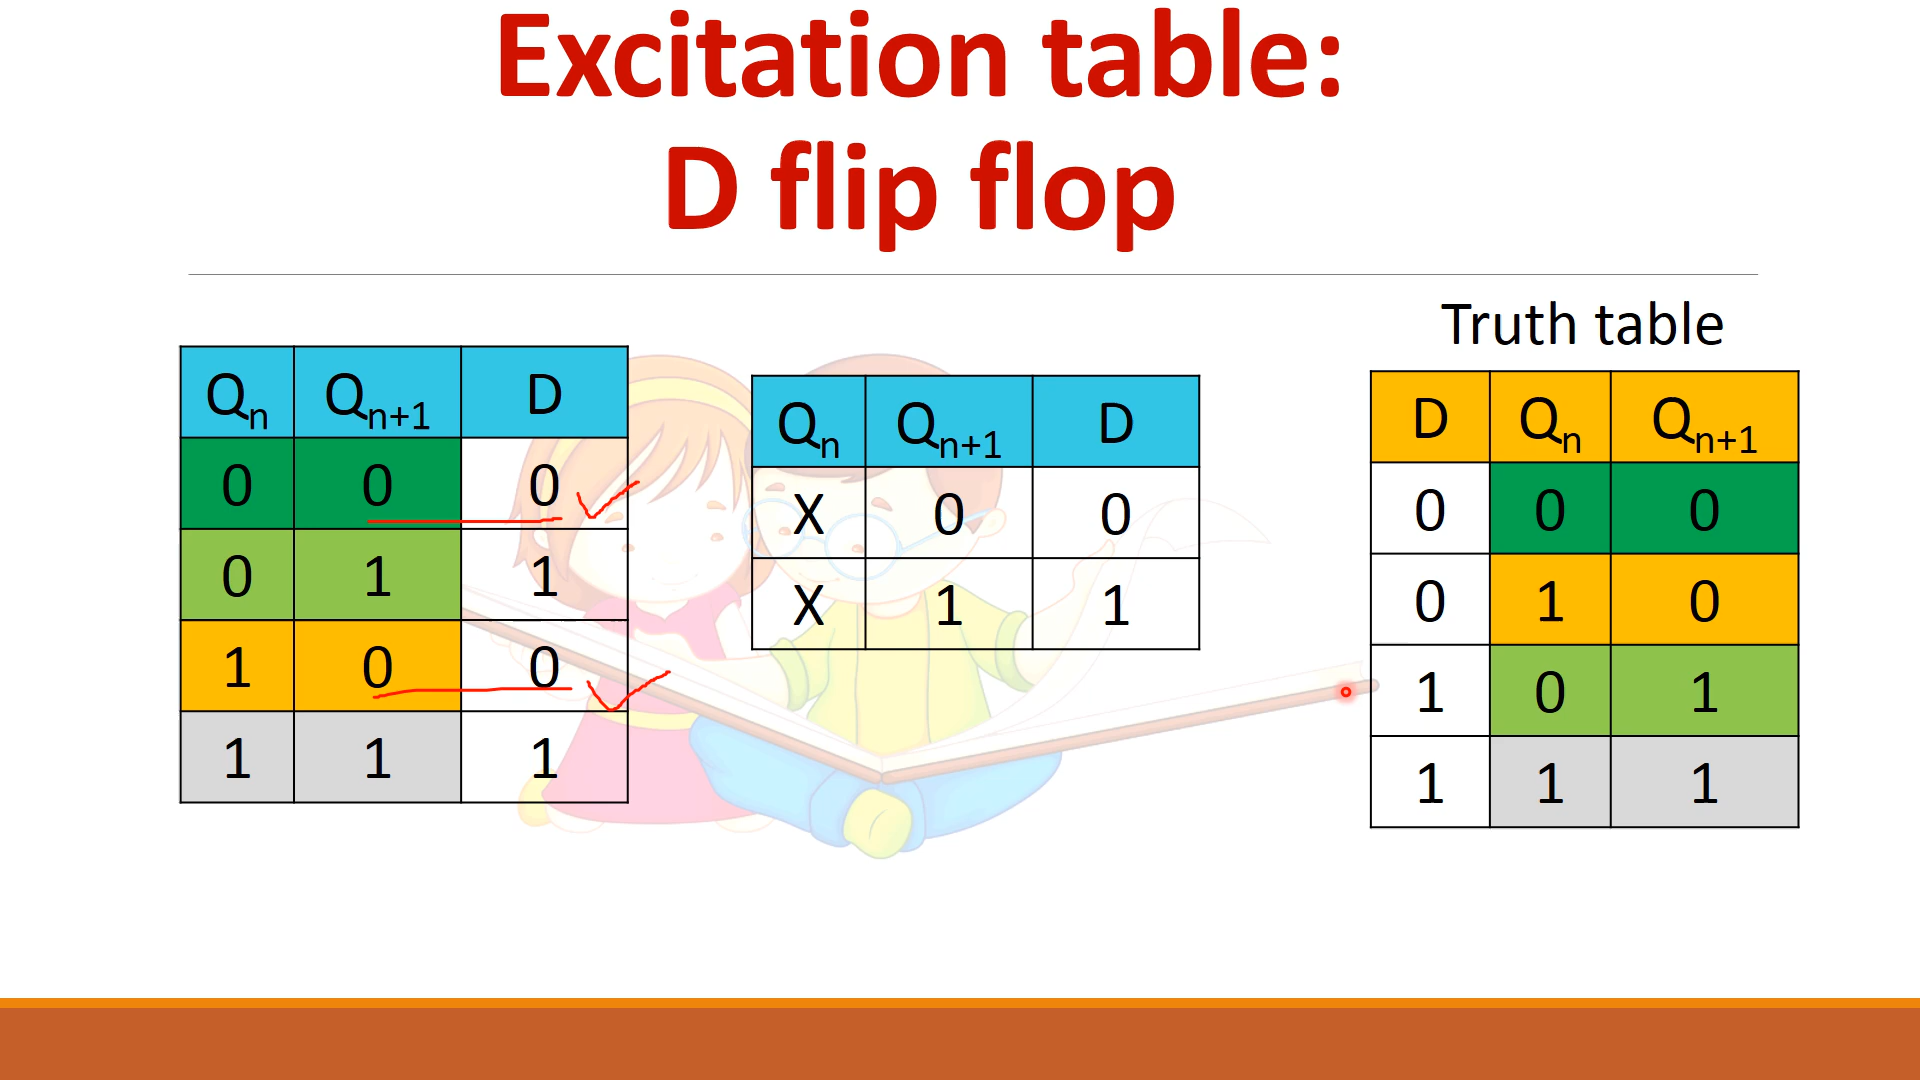 Excitation table:
D flip flop
Qn Qn+1 D
0 0 0
0 1 1
1 0 0
1 1 1
Qn Qn+1 D
X 0 0
X 1 1
Truth table
D Qn Qn+1
0 0 0
0 1 0
1 0 1
1 1 1